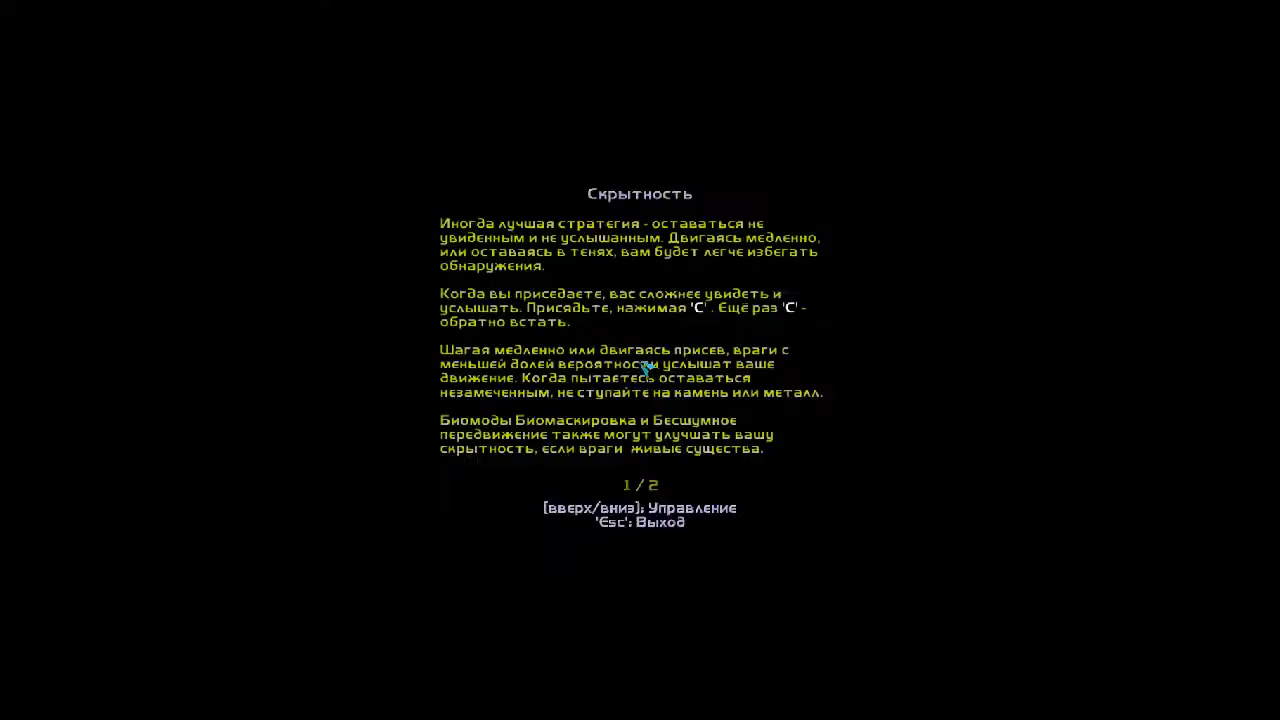 Скрытность
Иногда лучшая стратегия - оставаться не
увиденным и не услышанным. Двигаясь медленно,
или оставаясь в тенях, вам будет легче избегать
обнаружения.
Когда вы приседаете, вас сложнее увидеть и
услышать. Присядьте, нажимая 'C' . Ещё раз 'C' -
обратно встать.
Шагая медленно или двигаясь присев, враги с
меньшей долей вероятности услышат ваше
движение. Когда пытаетесь оставаться
незамеченным, не ступайте на камень или металл.
Биомоды Биомаскировка и Бесшумное
передвижение также могут улучшать вашу
скрытность, если враги  живые существа.
1 / 2
[вверх/вниз]: Управление
'Esc': Выход